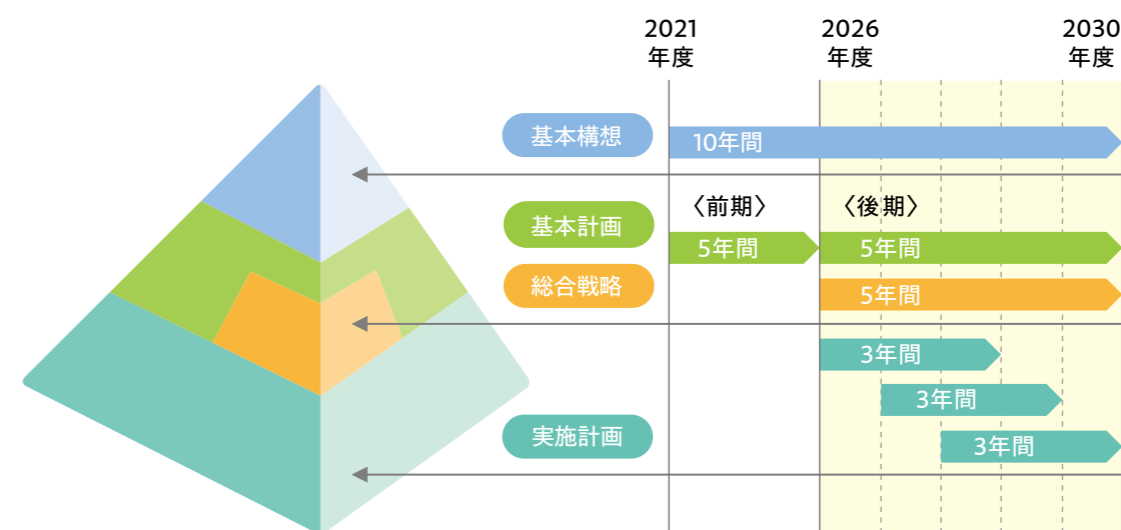 2021
年度
2026
年度
2030
年度
基本構想
10年間
〈前期〉
〈後期〉
基本計画
5年間
5年間
総合戦略
5年間
3年間
3年間
実施計画
3年間